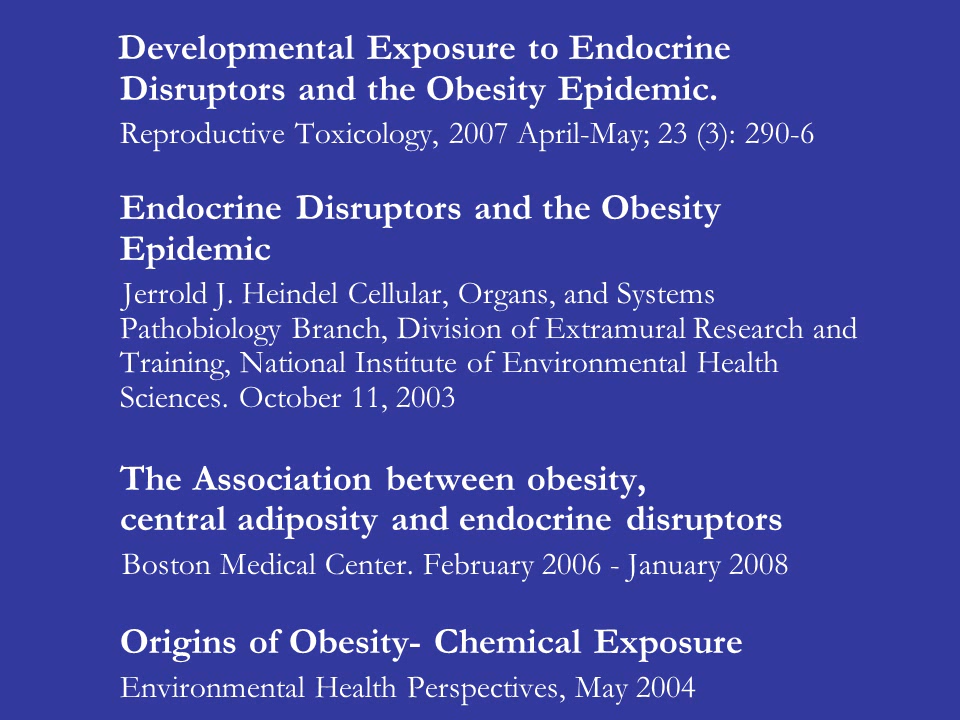 Developmental Exposure to Endocrine
Disruptors and the Obesity Epidemic.
Reproductive Toxicology, 2007 April-May; 23 (3): 290-6
Endocrine Disruptors and the Obesity
Epidemic
Jerrold J. Heindel Cellular, Organs, and Systems
Pathobiology Branch, Division of Extramural Research and
Training, National Institute of Environmental Health
Sciences. October 11, 2003
The Association between obesity,
central adiposity and endocrine disruptors
Boston Medical Center. February 2006 - January 2008
Origins of Obesity- Chemical Exposure
Environmental Health Perspectives, May 2004